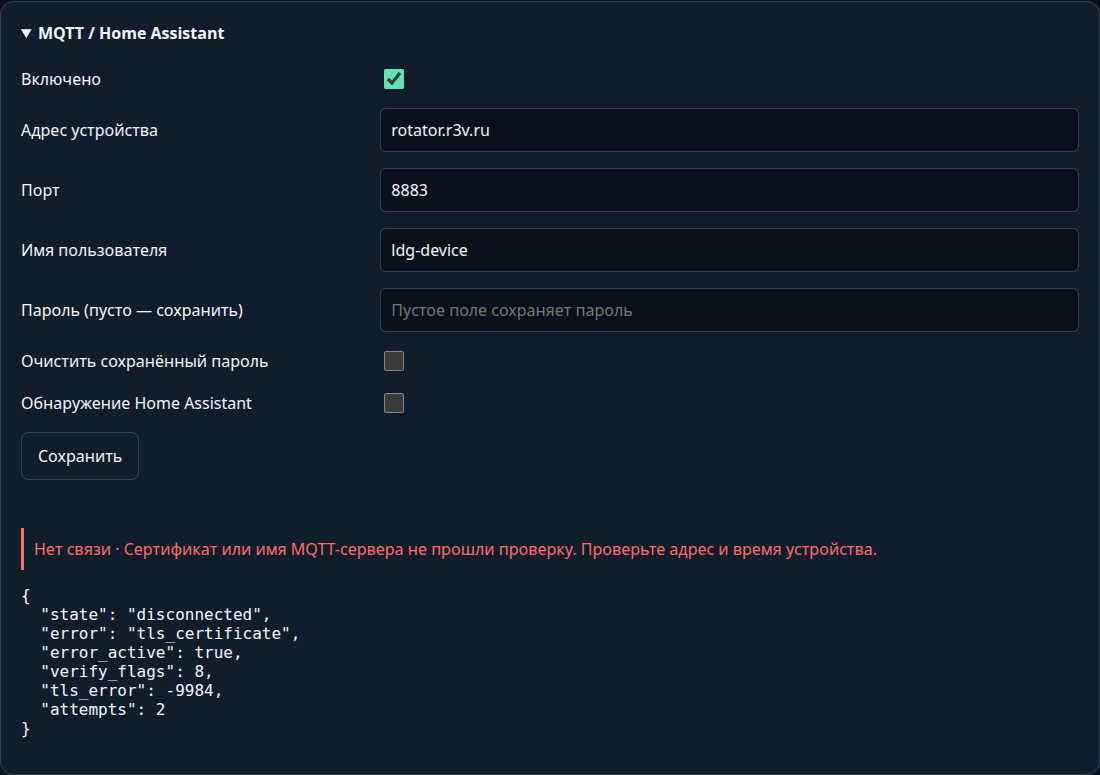 ▼ MQTT / Home Assistant
Включено
Адрес устройства
rotator.r3v.ru
Порт
8883
Имя пользователя
ldg-device
Пароль (пусто — сохранить)
Пустое поле сохраняет пароль
Очистить сохранённый пароль
Обнаружение Home Assistant
Сохранить
Нет связи · Сертификат или имя MQTT-сервера не прошли проверку. Проверьте адрес и время устройства.
{
  "state": "disconnected",
  "error": "tls_certificate",
  "error_active": true,
  "verify_flags": 8,
  "tls_error": -9984,
  "attempts": 2
}